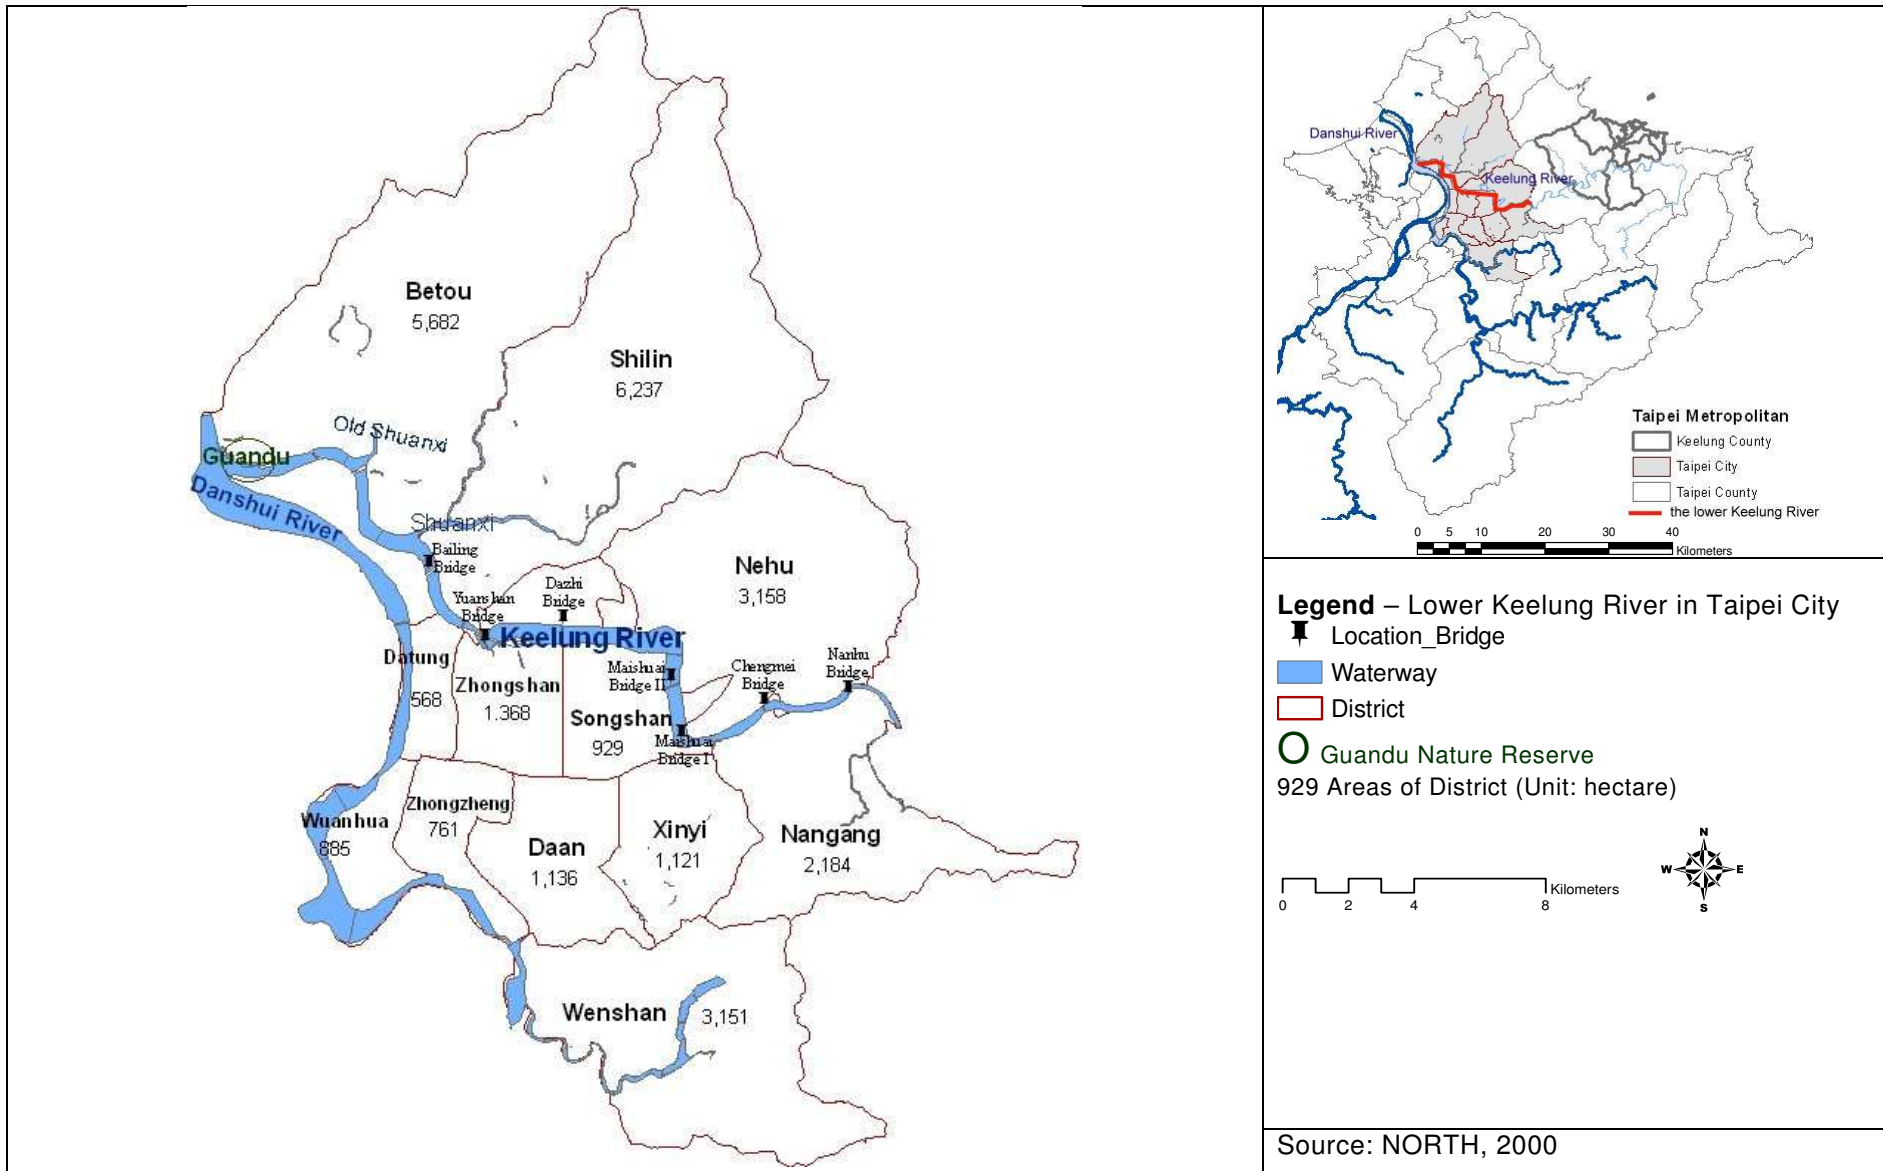 Betou
5,682
Shilin
6,237
Old Shuanxi
Guandu
Danshui River
Shuanxi
Bailing
Bridge
Yuanshan
Bridge
Dazhi
Bridge
Nehu
3,158
Keelung River
Datung
568
Zhongshan
1.368
Maishuai
Bridge II
Chengmei
Bridge
Nanhu
Bridge
Songshan
929
Maishuai
Bridge I
Wuanhua
885
Zhongzheng
761
Daan
1,136
Xinyi
1,121
Nangang
2,184
Wenshan
3,151
Danshui River
Keelung River
Taipei Metropolitan
Keelung County
Taipei City
Taipei County
the lower Keelung River
0 5 10 20 30 40
Kilometers
Legend – Lower Keelung River in Taipei City
Location_Bridge
Waterway
District
O Guandu Nature Reserve
929 Areas of District (Unit: hectare)
N
W E
S
Kilometers
0 2 4 8
Source: NORTH, 2000